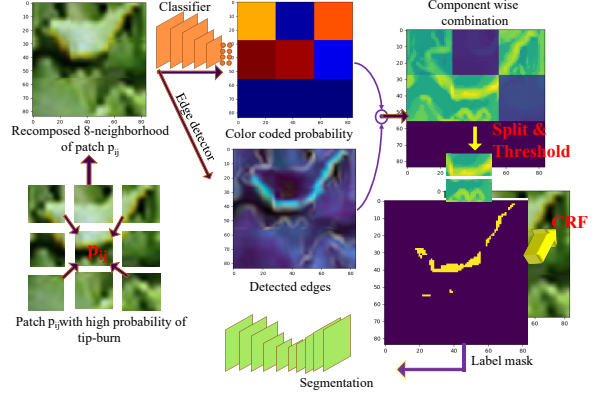 Classifier
Component wise
combination
Edge detector
Recomposed 8-neighborhood
of patch pij
Color coded probability
Split &
Threshold
pij
CRF
Detected edges
Patch pij with high probability of
tip-burn
Label mask
Segmentation